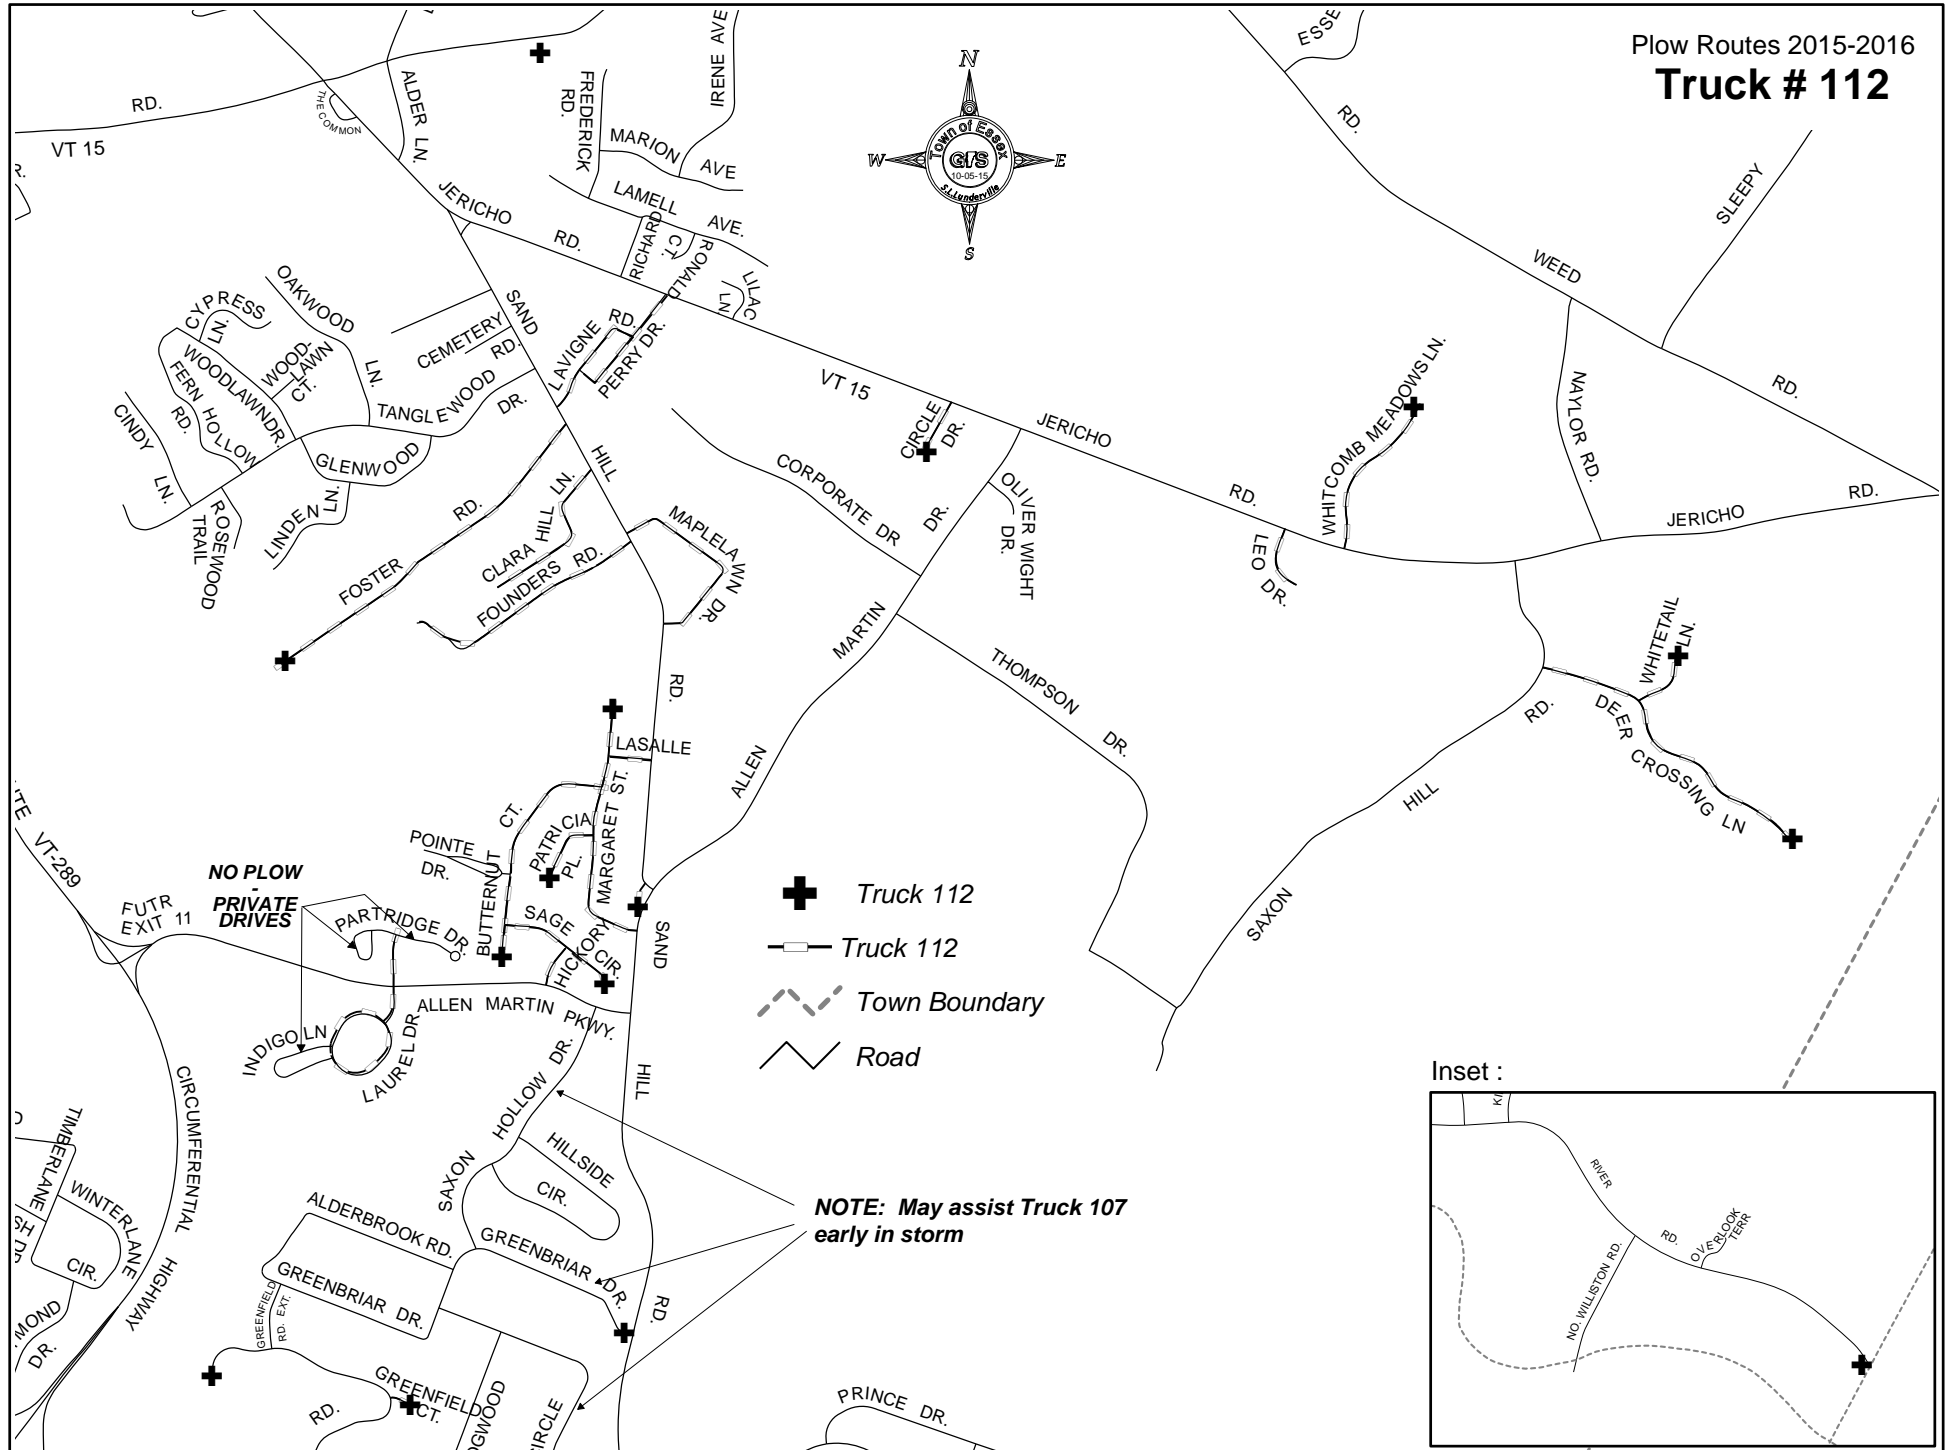 Plow Routes 2015-2016
Truck # 112
RD.
VT 15
THE COMMON
ALDER LN.
FREDERICK RD.
IRENE AVE
MARION AVE
LAMELL AVE.
JERICHO RD.
RICHARD CT.
RONALD
LILAC LN
N
W
E
S
Town of Essex
GIS
10-05-15
S.L.Lunderville
ESSE
RD.
SLEEPY
WEED
RD.
NAYLOR RD.
OAKWOOD LN.
CYPRESS LN.
WOOD-LAWN CT.
WOODLAWN DR.
FERN HOLLOW RD.
CINDY LN.
TANGLEWOOD DR.
CEMETERY RD.
SAND
LAVIGNE RD.
PERRY DR.
GLENWOOD
LINDEN LN.
ROSEWOOD TRAIL
VT 15
CIRCLE DR.
JERICHO
RD.
WHITCOMB MEADOWS LN.
JERICHO RD.
HILL
FOSTER RD.
CLARA HILL LN.
FOUNDERS RD.
MAPLELAWN DR.
CORPORATE DR
OLIVER WIGHT DR.
LEO DR.
ALLEN MARTIN DR.
THOMPSON DR.
WHITETAIL LN.
DEER CROSSING LN
SAXON HILL RD.
RD.
LASALLE
MARGARET ST.
PATRICIA PL.
BUTTERNUT CT.
POINTE DR.
SAGE CIR.
HICKORY
SAND
HILL
RD.
VT-289
FUTR EXIT 11
NO PLOW
-
PRIVATE
DRIVES
PARTRIDGE DR.
INDIGO LN
LAUREL DR.
ALLEN MARTIN PKWY.
Truck 112
Truck 112
Town Boundary
Road
CIRCUMFERENTIAL HIGHWAY
TIMBERLANE
WINTERLANE CIR.
MOND DR.
SAXON HOLLOW DR.
HILLSIDE CIR.
ALDERBROOK RD.
GREENBRIAR DR.
GREENBRIAR DR.
GREENFIELD RD. EXT.
GREENFIELD CT.
RD.
OGWOOD
IRCLE
PRINCE DR.
NOTE: May assist Truck 107
early in storm
Inset :
RIVER RD.
OVERLOOK TERR
NO. WILLISTON RD.